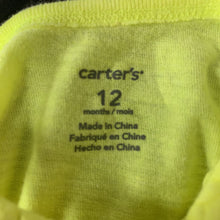 carter's®
12
months / mois
Made in China
Fabriqué en Chine
Hecho en China